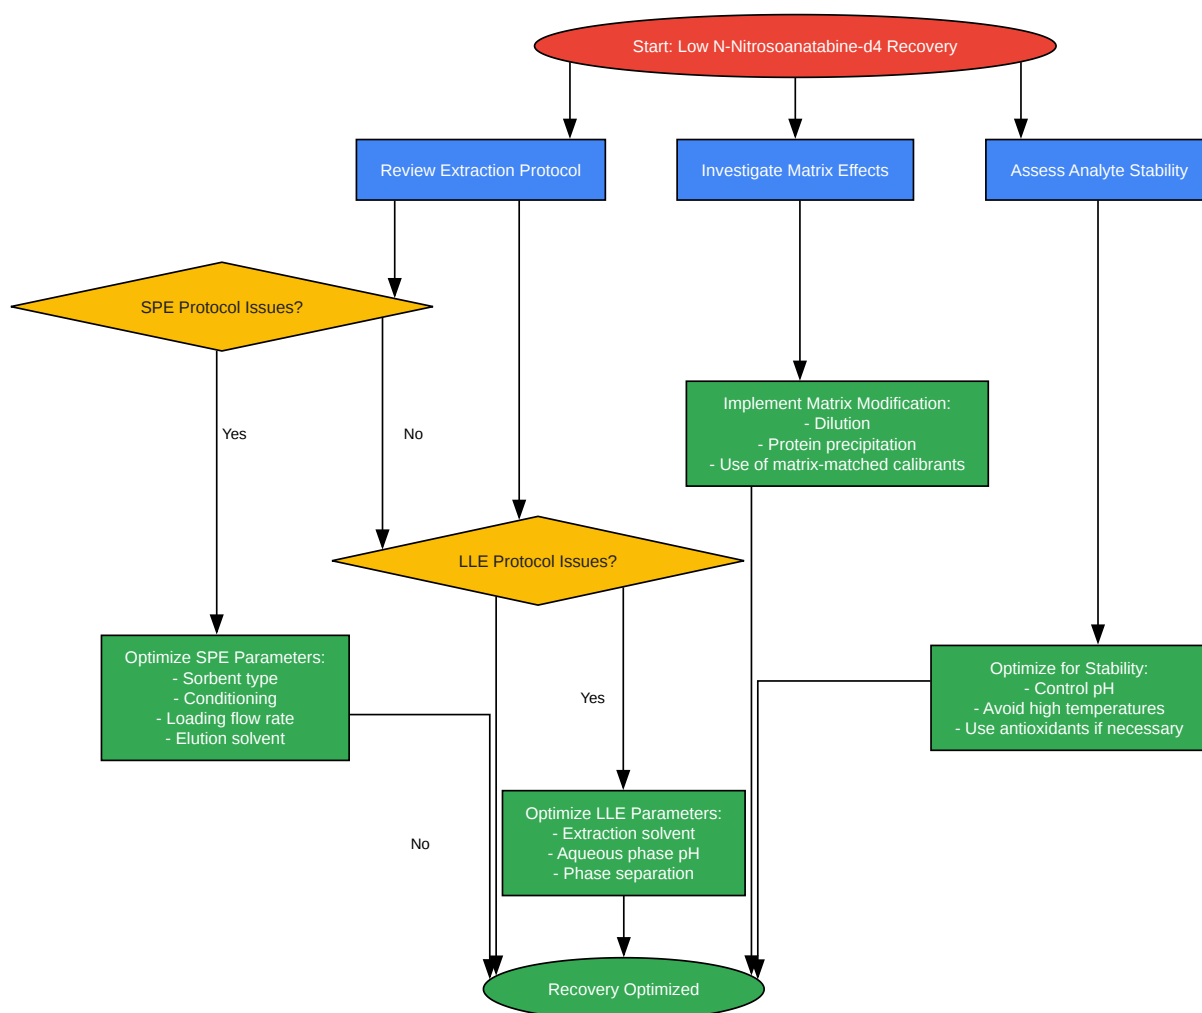 Start: Low N-Nitrosoanatabine-d4 Recovery
Review Extraction Protocol
Investigate Matrix Effects
Assess Analyte Stability
SPE Protocol Issues?
Yes
No
Implement Matrix Modification:
- Dilution
- Protein precipitation
- Use of matrix-matched calibrants
LLE Protocol Issues?
Optimize SPE Parameters:
- Sorbent type
- Conditioning
- Loading flow rate
- Elution solvent
Yes
Optimize for Stability:
- Control pH
- Avoid high temperatures
- Use antioxidants if necessary
No
Optimize LLE Parameters:
- Extraction solvent
- Aqueous phase pH
- Phase separation
Recovery Optimized